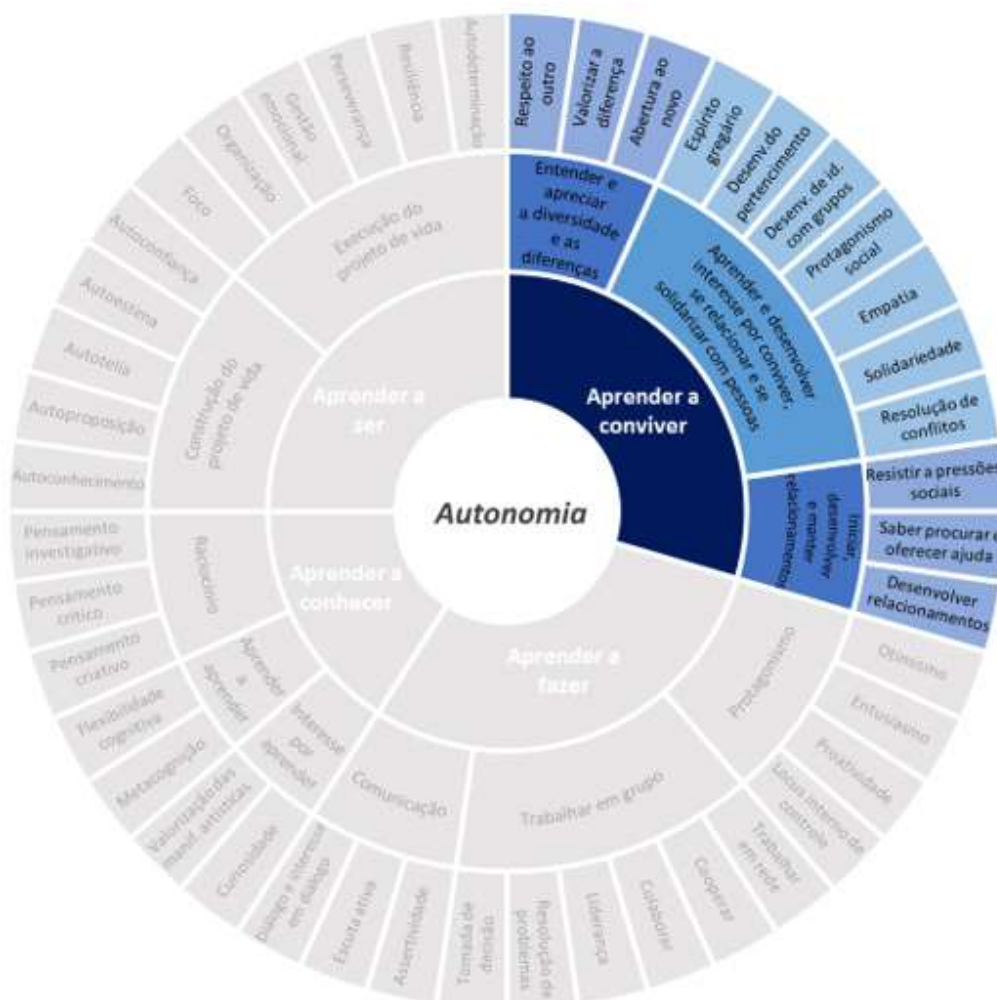 Autonomia
Aprender a
conviver
Entender e
apreciar
a diversidade
e as
diferenças
Respeito ao
outro
Valorizar a
diferença
Abertura ao
novo
Aprender e desenvolver
interesse por conviver,
se relacionar e se
solidarizar com pessoas
Espírito
gregário
Desenv. do
pertencimento
Desenv. de id.
com grupos
Protagonismo
social
Empatia
Solidariedade
Resolução de
conflitos
Iniciar,
desenvolver
e manter
relacionamentos
Resistir a pressões
sociais
Saber procurar e
oferecer ajuda
Desenvolver
relacionamentos
Aprender a
fazer
Protagonismo
Otimismo
Entusiasmo
Proatividade
Locus interno de
controle
Trabalhar em grupo
Trabalhar
em rede
Cooperar
Colaborar
Liderança
Resolução de
problemas
Tomada de
decisão
Comunicação
Assertividade
Escuta ativa
Diálogo e interesse
em dialogo
Aprender a
conhecer
Interesse
por
aprender
Curiosidade
Valorização das
manif. artísticas
Aprender
a
aprender
Metacognição
Flexibilidade
cognitiva
Raciocínio
Pensamento
criativo
Pensamento
crítico
Pensamento
investigativo
Aprender a
ser
Construção do
projeto de vida
Autoconhecimento
Autoproposição
Autotelia
Autoestima
Autoconfiança
Execução do
projeto de vida
Foco
Organização
Gestão
emocional
Perseverança
Resiliência
Autodeterminação